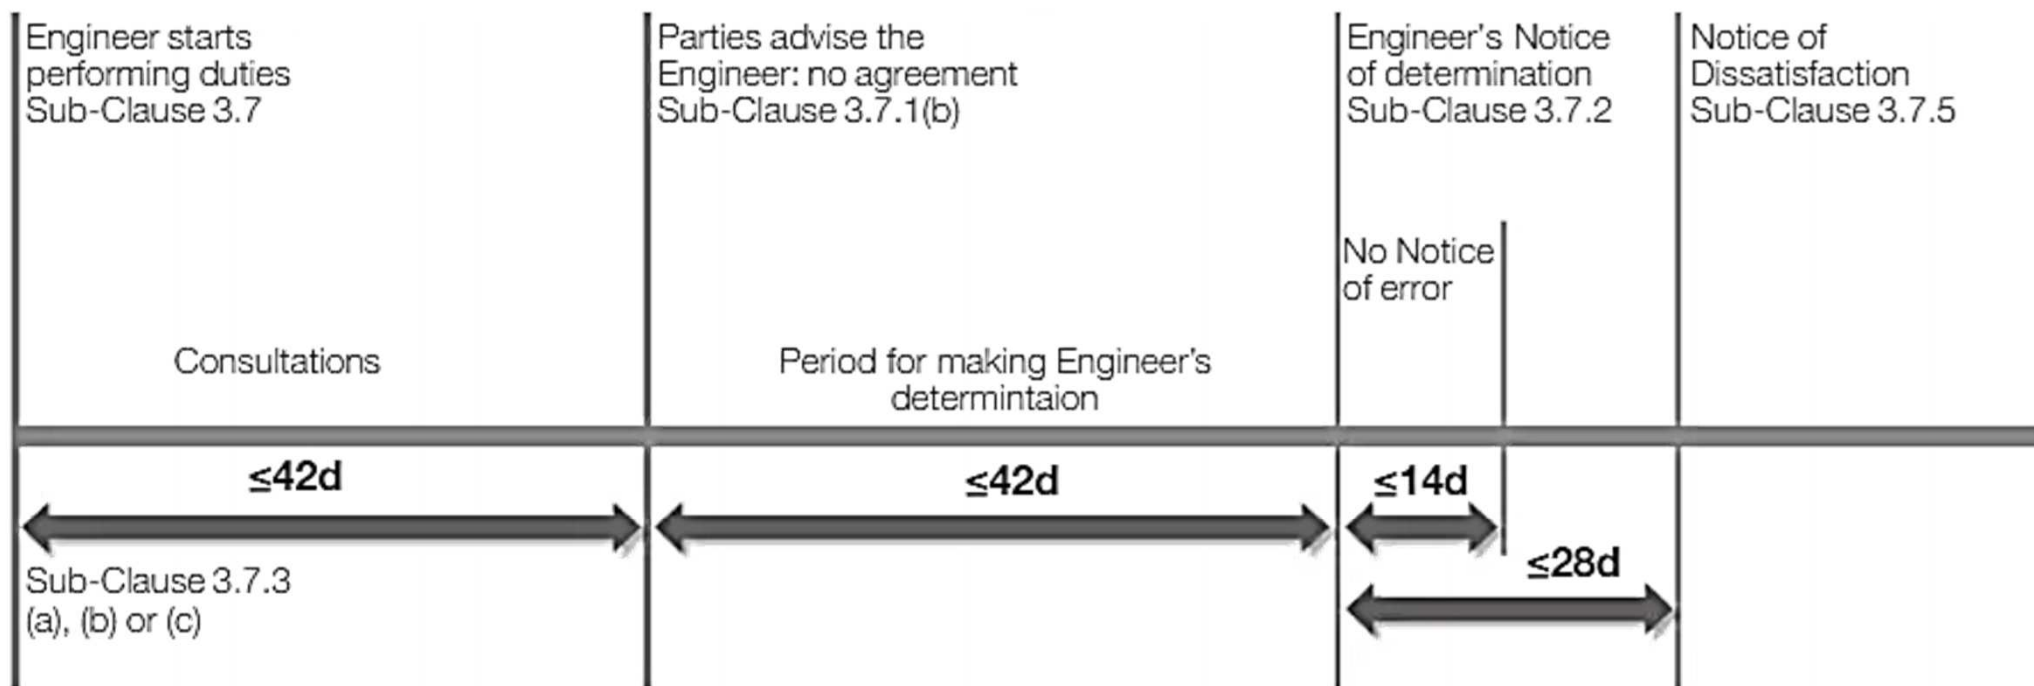 Engineer starts
performing duties
Sub-Clause 3.7
Parties advise the
Engineer: no agreement
Sub-Clause 3.7.1(b)
Engineer's Notice
of determination
Sub-Clause 3.7.2
Notice of
Dissatisfaction
Sub-Clause 3.7.5
No Notice
of error
Consultations
Period for making Engineer's
determintaion
≤42d
≤42d
≤14d
≤28d
Sub-Clause 3.7.3
(a), (b) or (c)